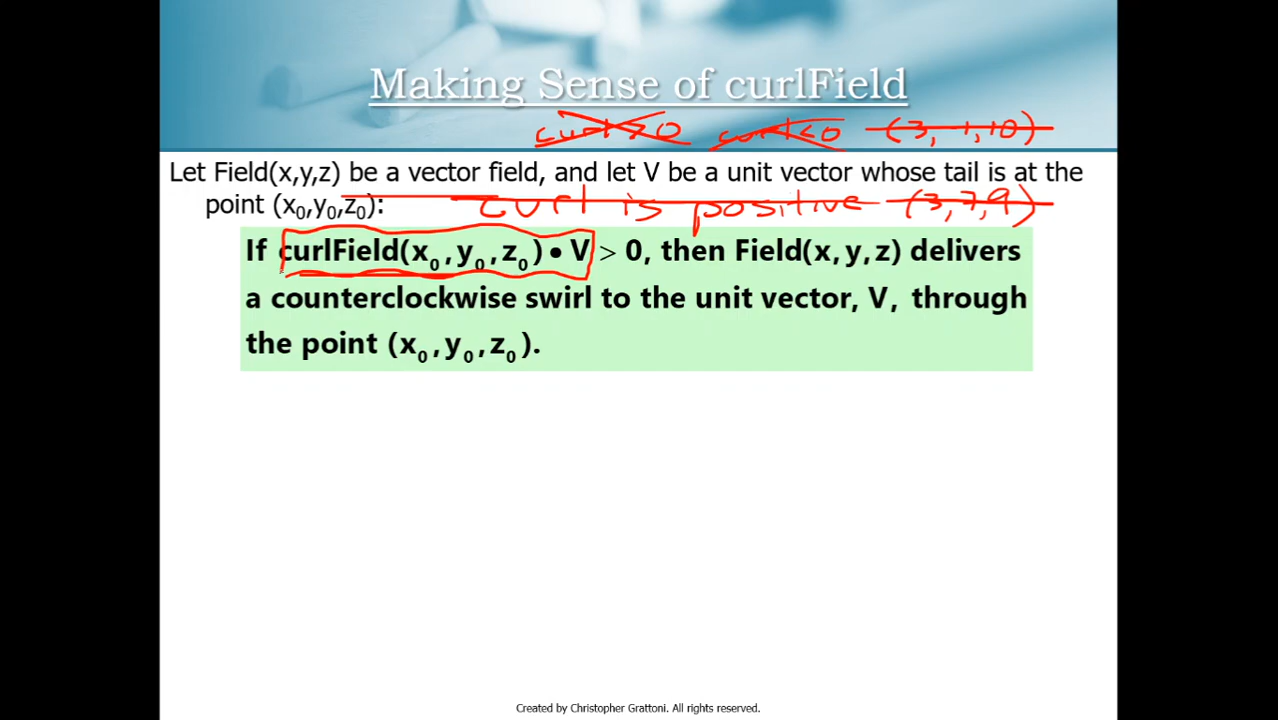 Making Sense of curlField
curl > 0 curl < 0 (3, -1, 10)
Let Field(x,y,z) be a vector field, and let V be a unit vector whose tail is at the
point (x₀,y₀,z₀):
curl is positive (3, 7, 9)
If curlField(x₀,y₀,z₀)•V > 0, then Field(x,y,z) delivers
a counterclockwise swirl to the unit vector, V, through
the point (x₀,y₀,z₀).
Created by Christopher Grattoni. All rights reserved.